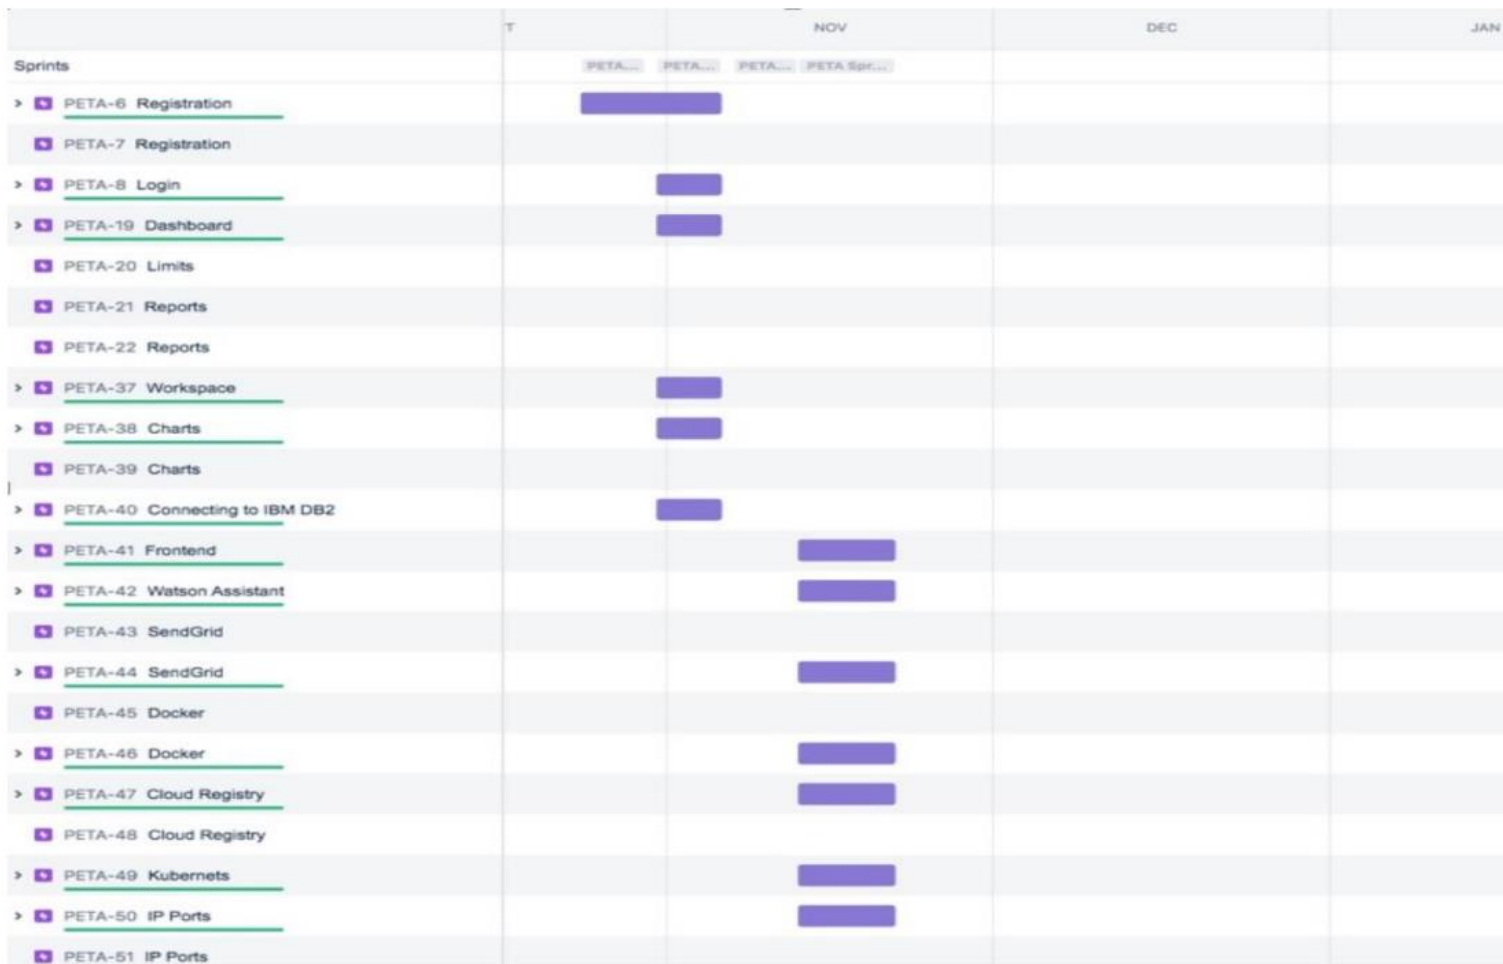 T NOV DEC JAN
Sprints PETA... PETA... PETA... PETA Spr...
PETA-6 Registration
PETA-7 Registration
PETA-8 Login
PETA-19 Dashboard
PETA-20 Limits
PETA-21 Reports
PETA-22 Reports
PETA-37 Workspace
PETA-38 Charts
PETA-39 Charts
PETA-40 Connecting to IBM DB2
PETA-41 Frontend
PETA-42 Watson Assistant
PETA-43 SendGrid
PETA-44 SendGrid
PETA-45 Docker
PETA-46 Docker
PETA-47 Cloud Registry
PETA-48 Cloud Registry
PETA-49 Kubernets
PETA-50 IP Ports
PETA-51 IP Ports